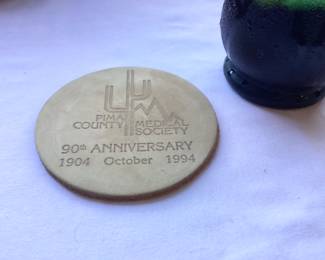 PIMA
COUNTY MEDICAL
SOCIETY
90th ANNIVERSARY
1904 October 1994